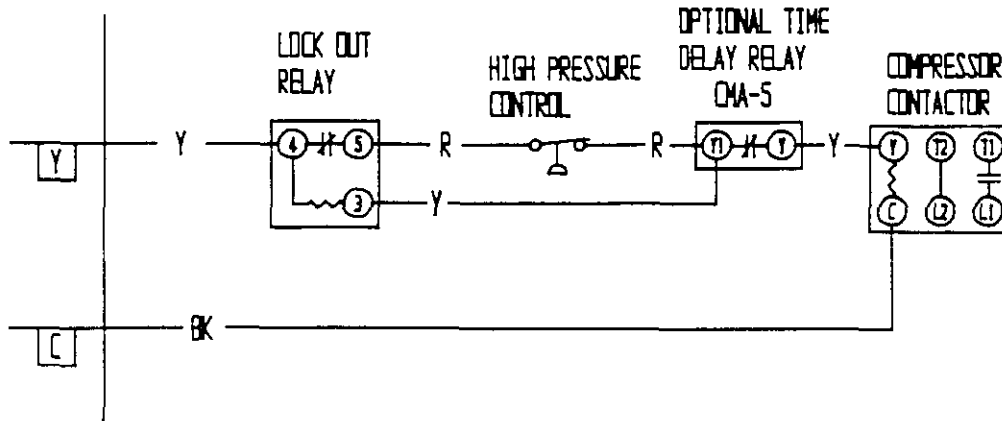 OPTIONAL TIME
DELAY RELAY
CMA-5
LOCK OUT
RELAY
HIGH PRESSURE
CONTROL
COMPRESSOR
CONTACTOR
Y Y 4 5 R R Y1 Y Y Y T2 T1
3 Y C L2 L1
C BK